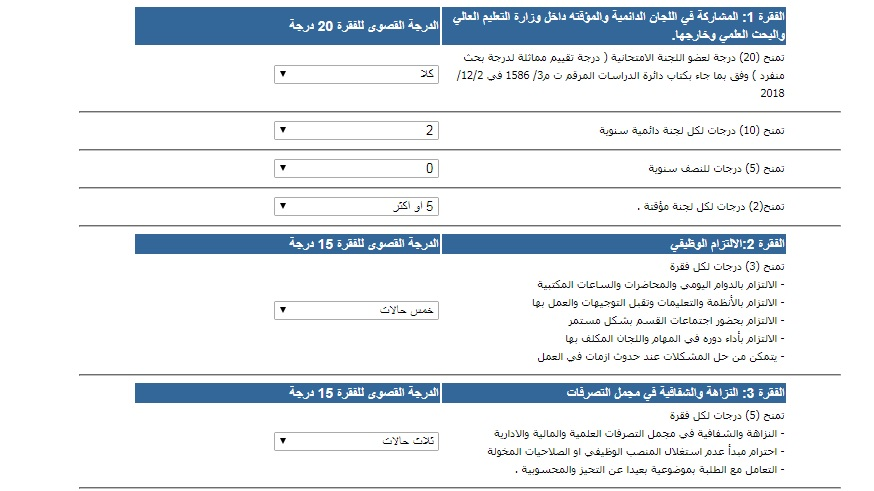 الفقرة 1: المشاركة في اللجان الدائمية والمؤقته داخل وزارة التعليم العالي
والبحث العلمي وخارجها.
الدرجة القصوى للفقرة 20 درجة
تمنح (20) درجة لعضو اللجنة الامتحانية ( درجة تقييم مماثلة لدرجة بحث
منفرد ) وفق بما جاء بكتاب دائرة الدراسات المرقم ت م3/ 1586 في 12/2/
2018
كلا
تمنح (10) درجات لكل لجنة دائمية سنوية
2
تمنح (5) درجات للنصف سنوية
0
تمنح(2) درجات لكل لجنة مؤقتة .
5 او اكثر
الفقرة 2:الالتزام الوظيفي
الدرجة القصوى للفقرة 15 درجة
تمنح (3) درجات لكل فقرة
- الالتزام بالدوام اليومي والمحاضرات والساعات المكتبية
- الالتزام بالأنظمة والتعليمات وتقبل التوجيهات والعمل بها
- الالتزام بحضور اجتماعات القسم بشكل مستمر
- الالتزام بأداء دوره في المهام واللجان المكلف بها
- يتمكن من حل المشكلات عند حدوث ازمات في العمل
خمس حالات
الفقرة 3: النزاهة والشفافية في مجمل التصرفات
الدرجة القصوى للفقرة 15 درجة
تمنح (5) درجات لكل فقرة
- النزاهة والشفافية في مجمل التصرفات العلمية والمالية والادارية
- احترام مبدأ عدم استغلال المنصب الوظيفي او الصلاحيات المخولة
- التعامل مع الطلبة بموضوعية بعيدا عن التحيز والمحسوبية .
ثلاث حالات